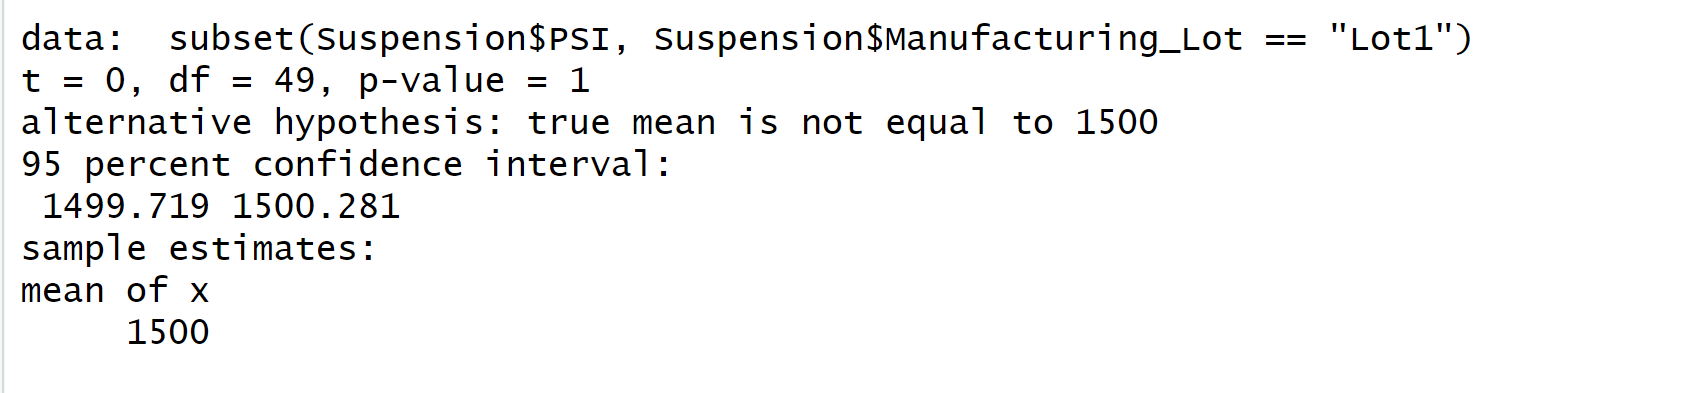 data:  subset(Suspension$PSI, Suspension$Manufacturing_Lot == "Lot1")
t = 0, df = 49, p-value = 1
alternative hypothesis: true mean is not equal to 1500
95 percent confidence interval:
 1499.719 1500.281
sample estimates:
mean of x
     1500